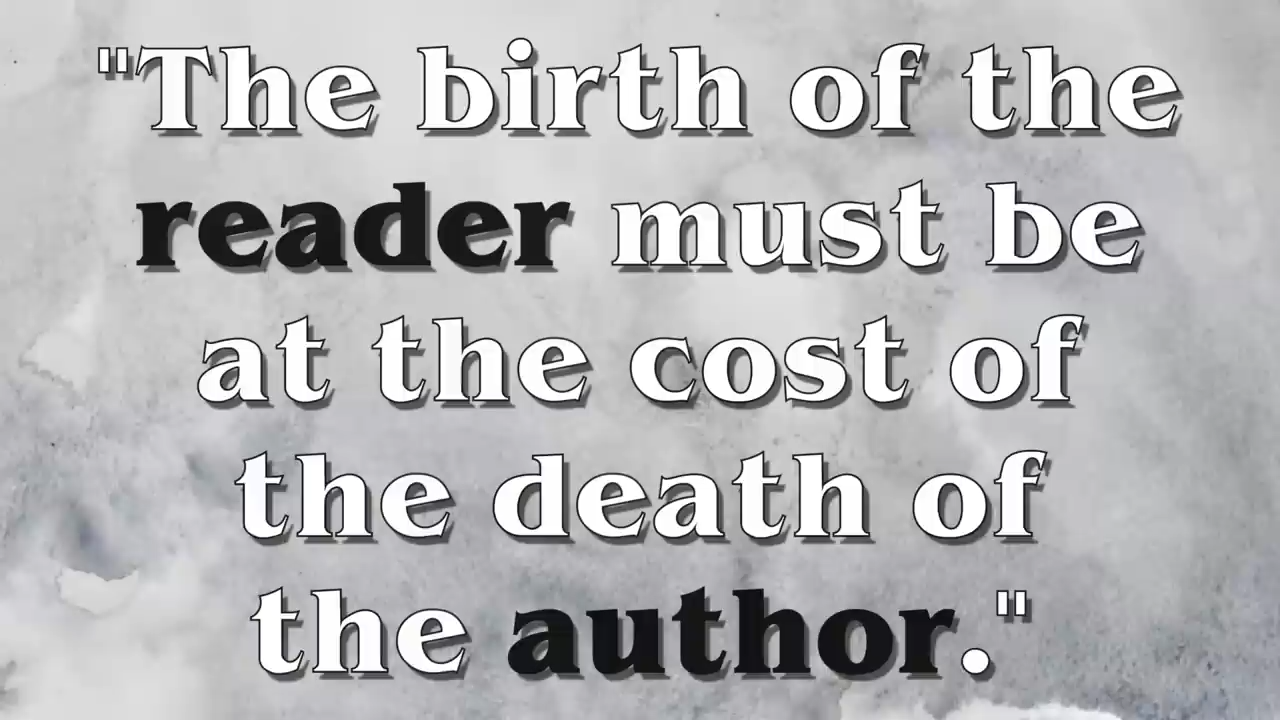 "The birth of the
reader must be
at the cost of
the death of
the author."